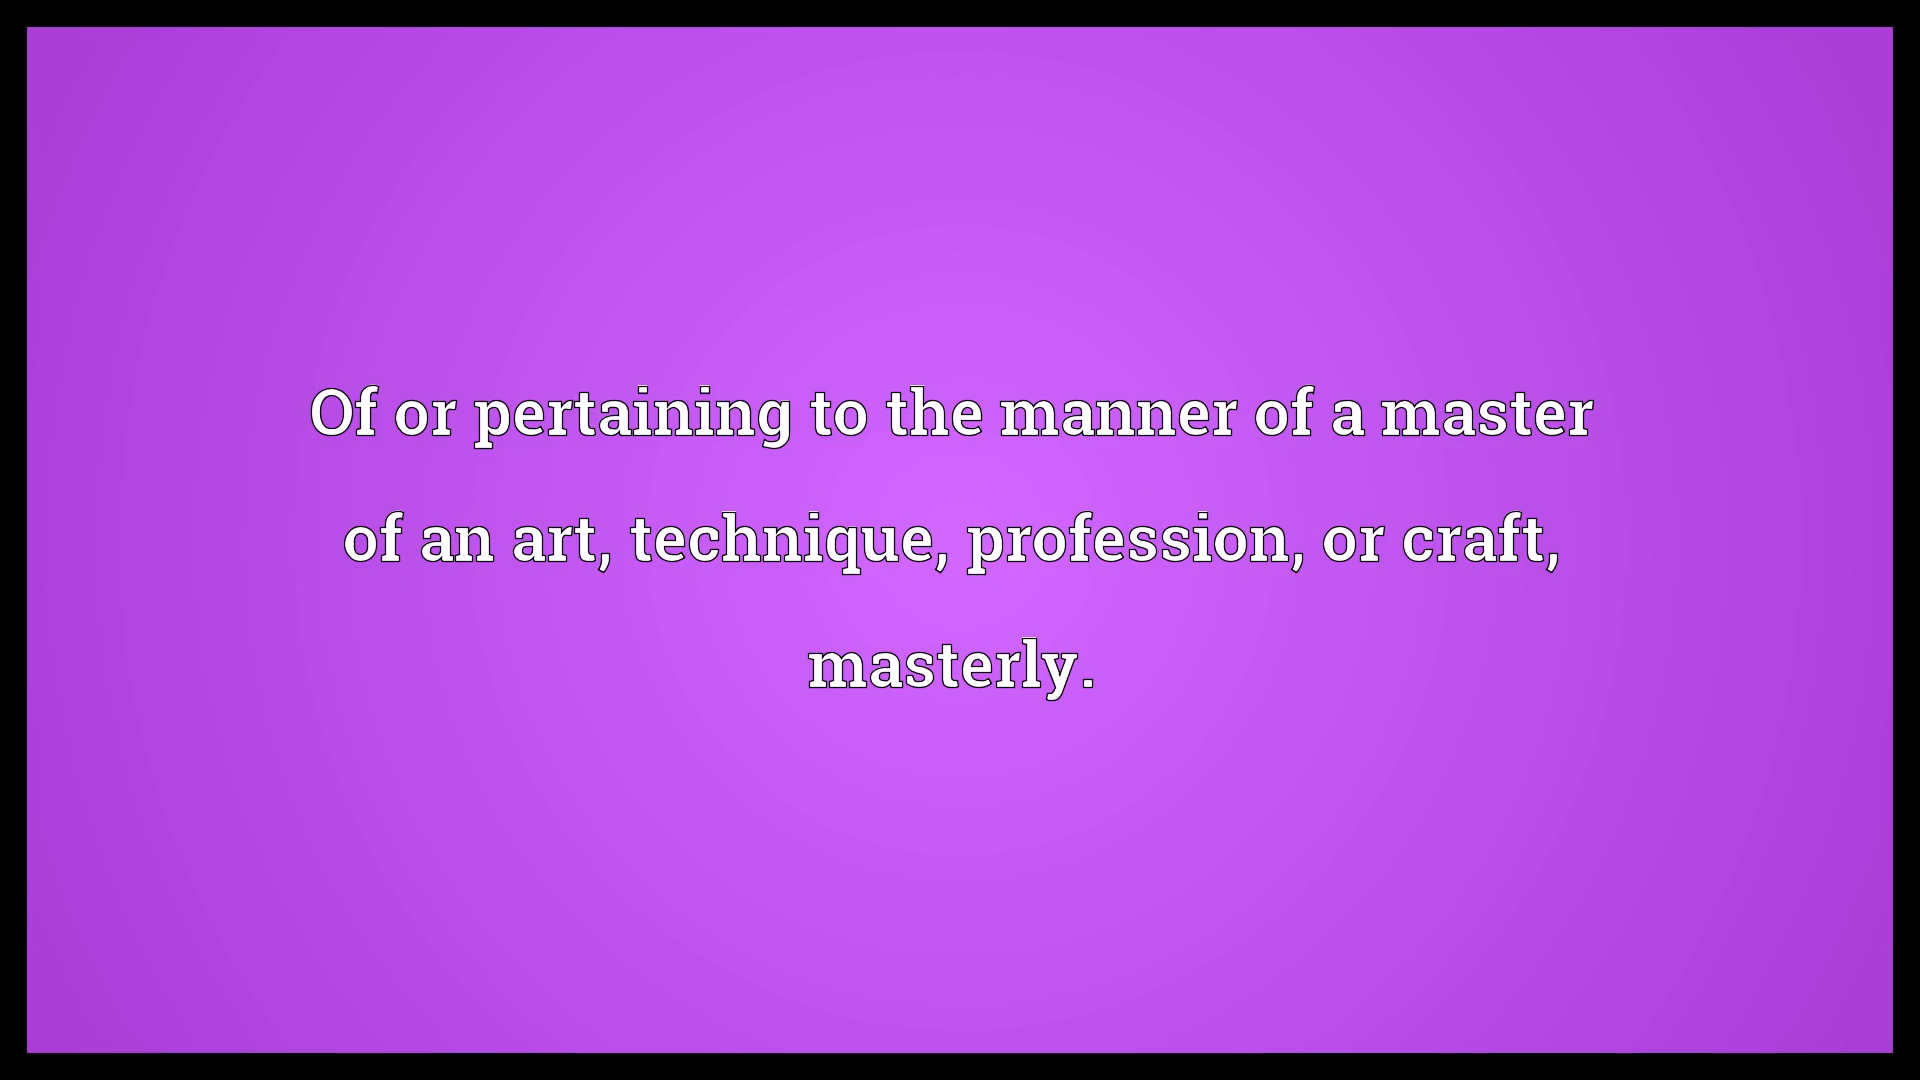 Of or pertaining to the manner of a master
of an art, technique, profession, or craft,
masterly.